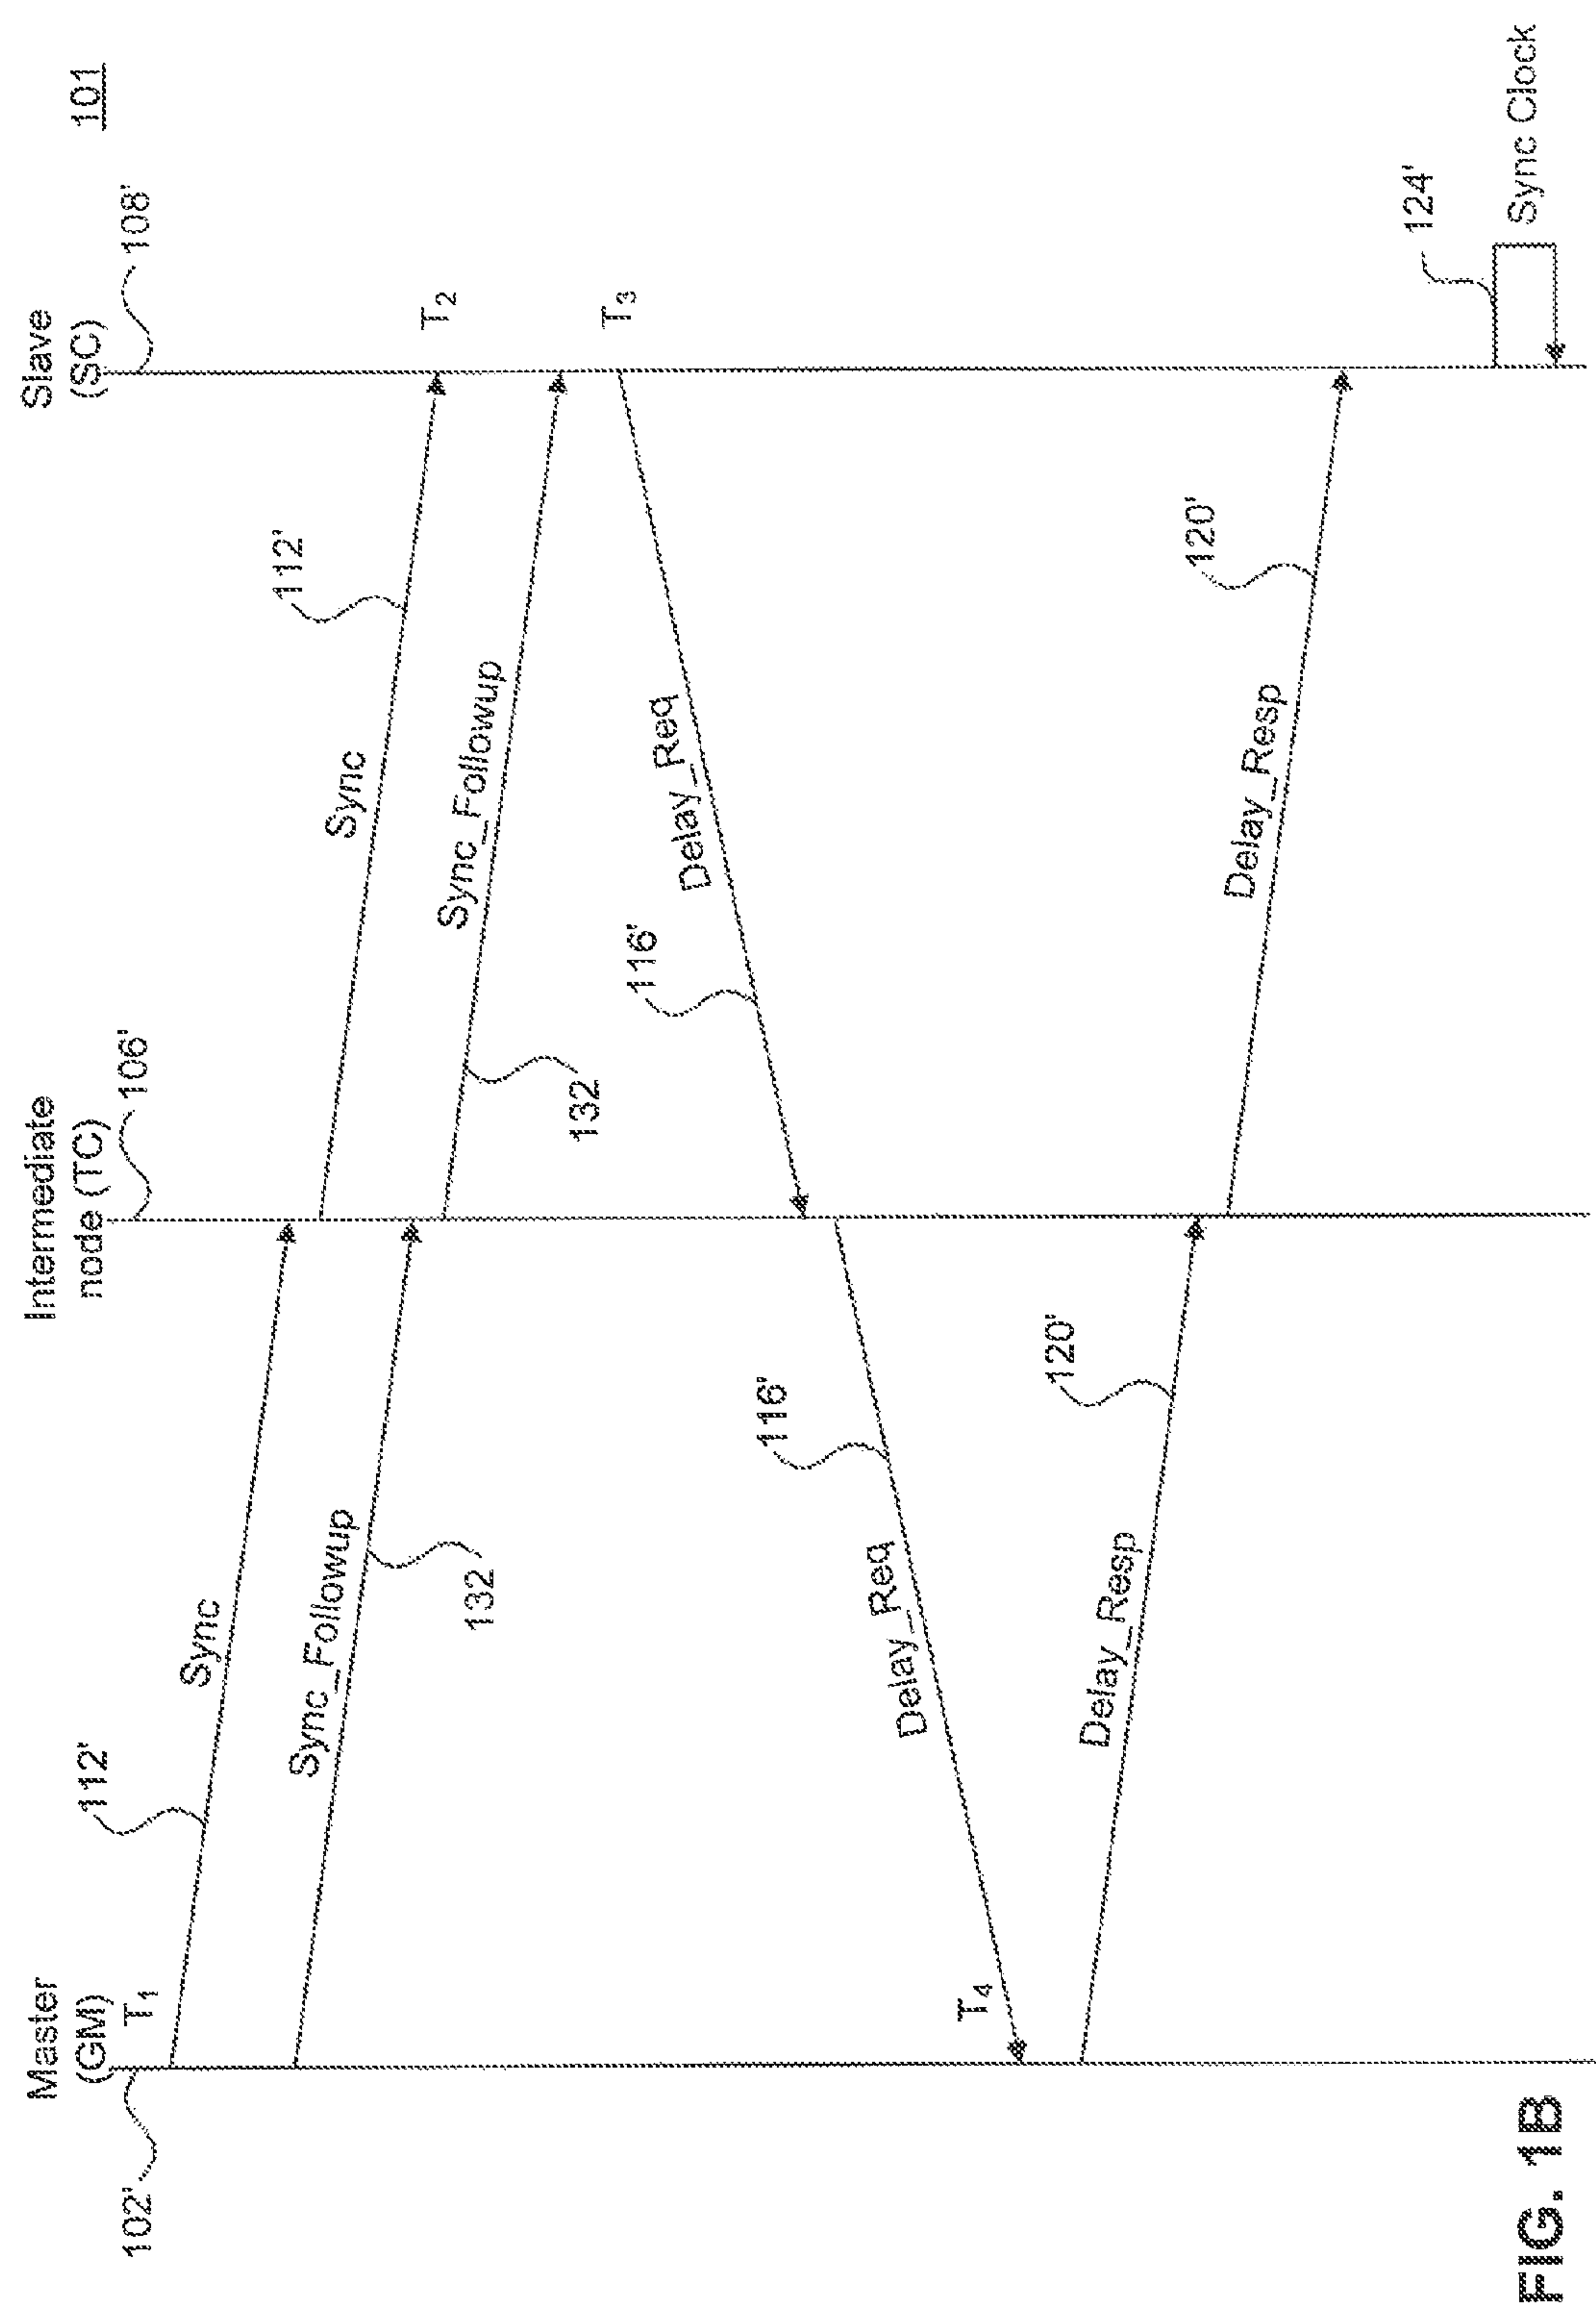 Master
(GM)
Intermediate
node (TC)
Slave
(SC)
101
102'
T1
106'
108'
112'
Sync
112'
Sync
T2
Sync_Followup
132
Sync_Followup
132
T3
116'
Delay_Req
116'
Delay_Req
T4
120'
Delay_Resp
120'
Delay_Resp
124'
Sync Clock
FIG. 1B